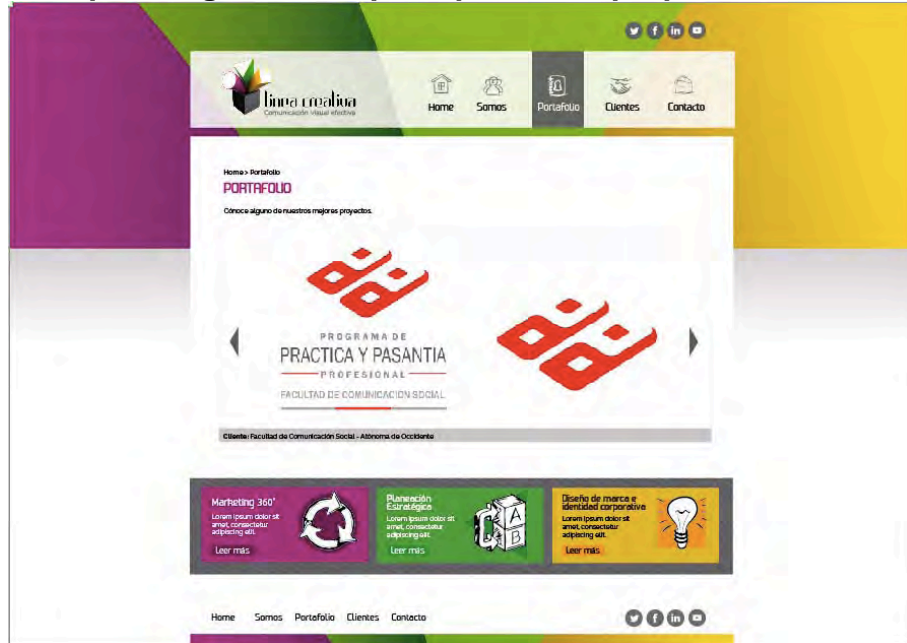 línea creativa
Comunicación visual efectiva
Home Somos Portafolio Clientes Contacto
Home > Portafolio
PORTAFOLIO
Cónoce alguno de nuestros mejores proyectos.
PROGRAMA DE
PRACTICA Y PASANTIA
PROFESIONAL
FACULTAD DE COMUNICACION SOCIAL
Cliente: Facultad de Comunicación Social - Atónoma de Occidente
Marketing 360°
Lorem ipsum dolor sit
amet, consectetur
adipiscing elit.
Leer más
Planeación
Estratégica
Lorem ipsum dolor sit
amet, consectetur
adipiscing elit.
Leer más
A
B
Diseño de marca e
identidad corporativa
Lorem ipsum dolor sit
amet, consectetur
adipiscing elit.
Leer más
Home Somos Portafolio Clientes Contacto